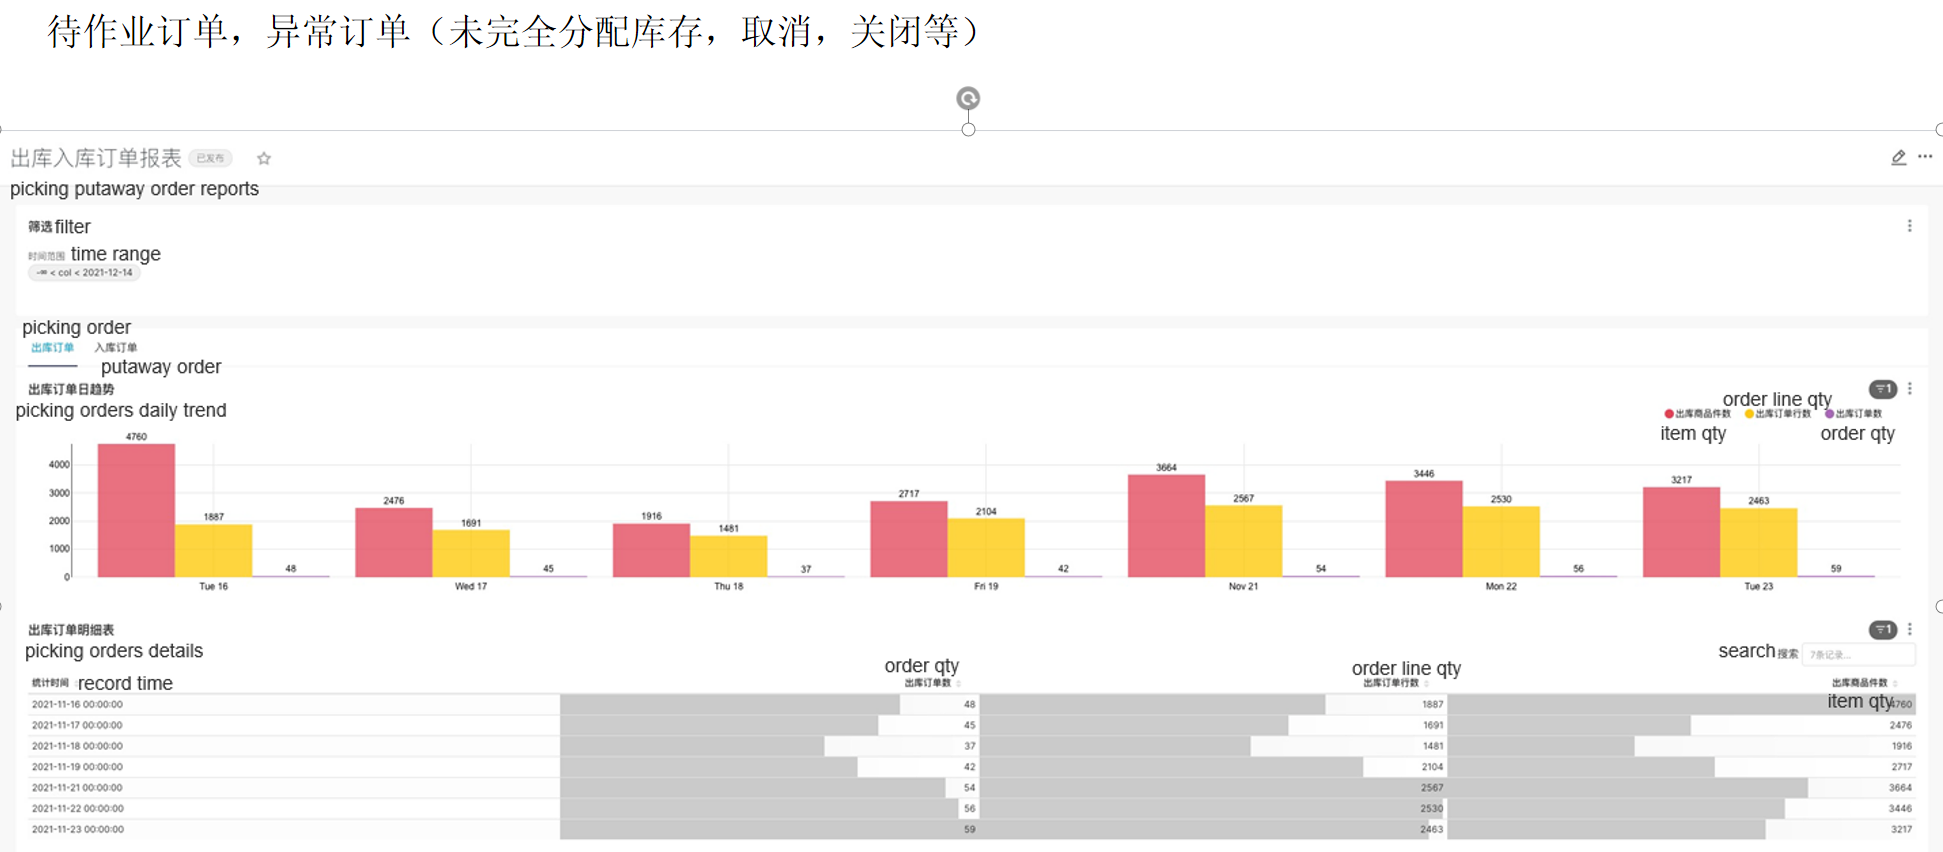 待作业订单，异常订单（未完全分配库存，取消，关闭等）
出库入库订单报表 已发布
picking putaway order reports
筛选 filter
时间范围 time range
-∞ < col < 2021-12-14
picking order
出库订单 入库订单
putaway order
出库订单日趋势
picking orders daily trend
1
order line qty
出库商品件数 出库订单行数 出库订单数
item qty order qty
4000
3000
2000
1000
0
4760 1887 48
2476 1691 45
1916 1481 37
2717 2104 42
3664 2567 54
3446 2530 56
3217 2463 59
Tue 16 Wed 17 Thu 18 Fri 19 Nov 21 Mon 22 Tue 23
出库订单明细表
picking orders details
1
search 搜索 7条记录...
order qty order line qty
统计时间 record time 出库订单数 出库订单行数 出库商品件数
item qty
2021-11-16 00:00:00 48 1887 4760
2021-11-17 00:00:00 45 1691 2476
2021-11-18 00:00:00 37 1481 1916
2021-11-19 00:00:00 42 2104 2717
2021-11-21 00:00:00 54 2567 3664
2021-11-22 00:00:00 56 2530 3446
2021-11-23 00:00:00 59 2463 3217